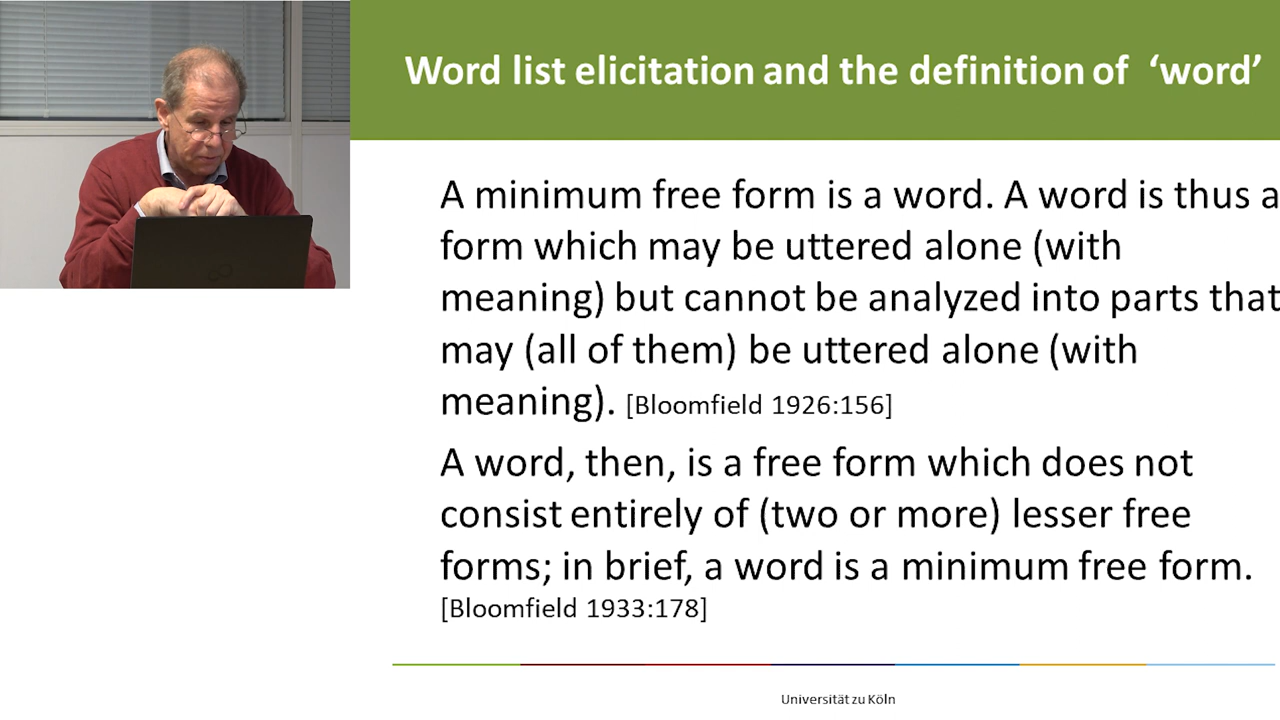 Word list elicitation and the definition of ‘word’
A minimum free form is a word. A word is thus a
form which may be uttered alone (with
meaning) but cannot be analyzed into parts that
may (all of them) be uttered alone (with
meaning). [Bloomfield 1926:156]
A word, then, is a free form which does not
consist entirely of (two or more) lesser free
forms; in brief, a word is a minimum free form.
[Bloomfield 1933:178]
Universität zu Köln